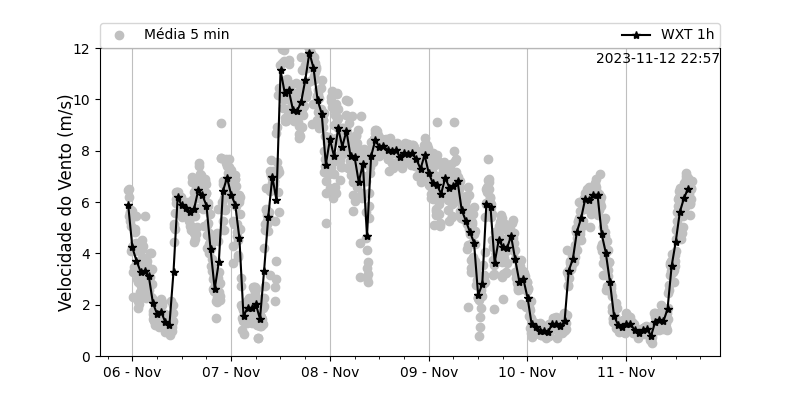 Média 5 min
WXT 1h
2023-11-12 22:57
Velocidade do Vento (m/s)
12
10
8
6
4
2
0
06 - Nov
07 - Nov
08 - Nov
09 - Nov
10 - Nov
11 - Nov